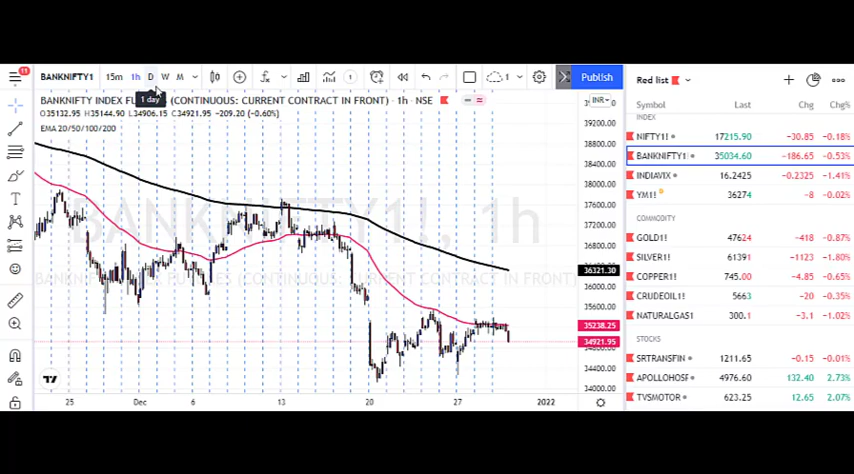 11
BANKNIFTY1 15m 1h D W M 1 1 Publish
1 day
BANKNIFTY INDEX FU (CONTINUOUS: CURRENT CONTRACT IN FRONT) • 1h • NSE
O35132.95 H35144.90 L34906.15 C34921.95 -209.20 (-0.60%)
EMA 20/50/100/200
BANKNIFTY1!, 1h
INR
39200.00
38800.00
38400.00
38000.00
37600.00
37200.00
36800.00
36321.30
36000.00
35600.00
35238.25
34921.95
34400.00
34000.00
25 Dec 6 13 20 27 2022
Red list
Symbol Last Chg Chg%
INDEX
NIFTY1! 17215.90 -30.85 -0.18%
BANKNIFTY1! 35034.60 -186.65 -0.53%
INDIAVIX 16.2425 -0.2325 -1.41%
YM1! 36274 -8 -0.02%
COMMODITY
GOLD1! 47624 -418 -0.87%
SILVER1! 61391 -1123 -1.80%
COPPER1! 745.00 -4.85 -0.65%
CRUDEOIL1! 5663 -20 -0.35%
NATURALGAS1 300.1 -3.1 -1.02%
STOCKS
SRTRANSFIN 1211.65 -0.15 -0.01%
APOLLOHOSP 4976.60 132.40 2.73%
TVSMOTOR 623.25 12.65 2.07%